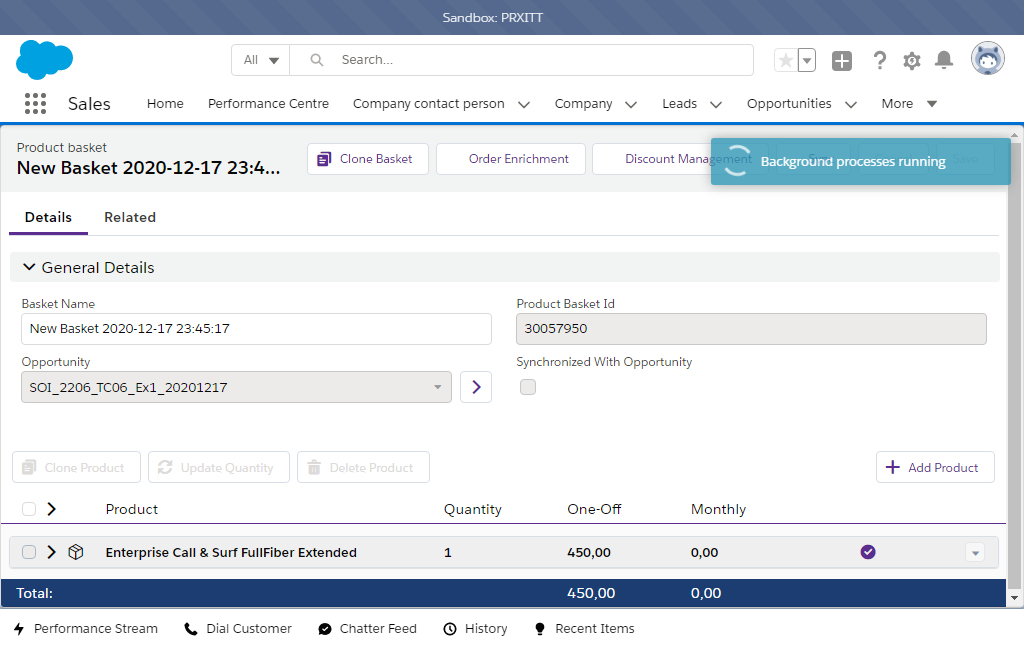 Sandbox: PRXITT
All
Search...
Sales
Home
Performance Centre
Company contact person
Company
Leads
Opportunities
More
Product basket
New Basket 2020-12-17 23:4...
Clone Basket
Order Enrichment
Discount Management
Background processes running
Details
Related
General Details
Basket Name
Product Basket Id
New Basket 2020-12-17 23:45:17
30057950
Opportunity
Synchronized With Opportunity
SOI_2206_TC06_Ex1_20201217
Clone Product
Update Quantity
Delete Product
Add Product
Product Quantity One-Off Monthly
Enterprise Call & Surf FullFiber Extended 1 450,00 0,00
Total: 450,00 0,00
Performance Stream
Dial Customer
Chatter Feed
History
Recent Items